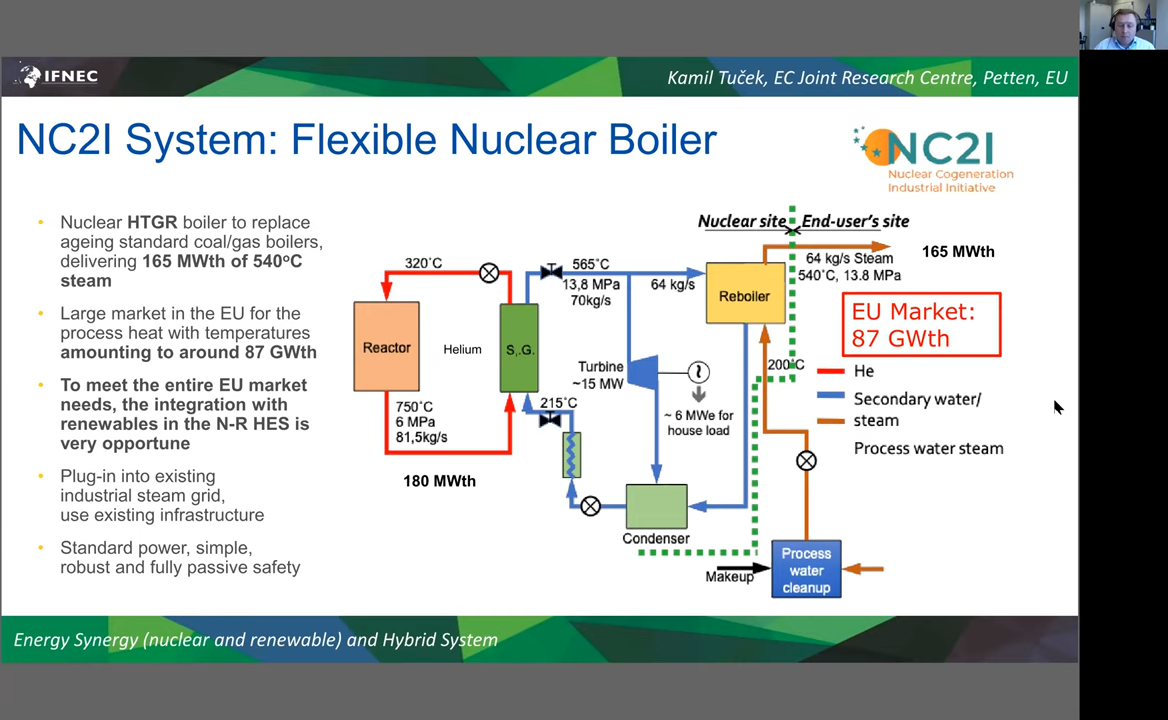 IFNEC
Kamil Tuček, EC Joint Research Centre, Petten, EU
NC2I System: Flexible Nuclear Boiler
NC2I
Nuclear Cogeneration
Industrial Initiative
• Nuclear HTGR boiler to replace
ageing standard coal/gas boilers,
delivering 165 MWth of 540°C
steam
• Large market in the EU for the
process heat with temperatures
amounting to around 87 GWth
• To meet the entire EU market
needs, the integration with
renewables in the N-R HES is
very opportune
• Plug-in into existing
industrial steam grid,
use existing infrastructure
• Standard power, simple,
robust and fully passive safety
Nuclear site
End-user's site
320°C
565°C
13,8 MPa
70kg/s
64 kg/s
Reboiler
64 kg/s Steam
540°C, 13.8 MPa
165 MWth
EU Market:
87 GWth
Reactor
Helium
S,.G.
Turbine
~15 MW
200°C
~ 6 MWe for
house load
750°C
6 MPa
81,5kg/s
215°C
180 MWth
Condenser
He
Secondary water/
steam
Process water steam
Makeup
Process
water
cleanup
Energy Synergy (nuclear and renewable) and Hybrid System